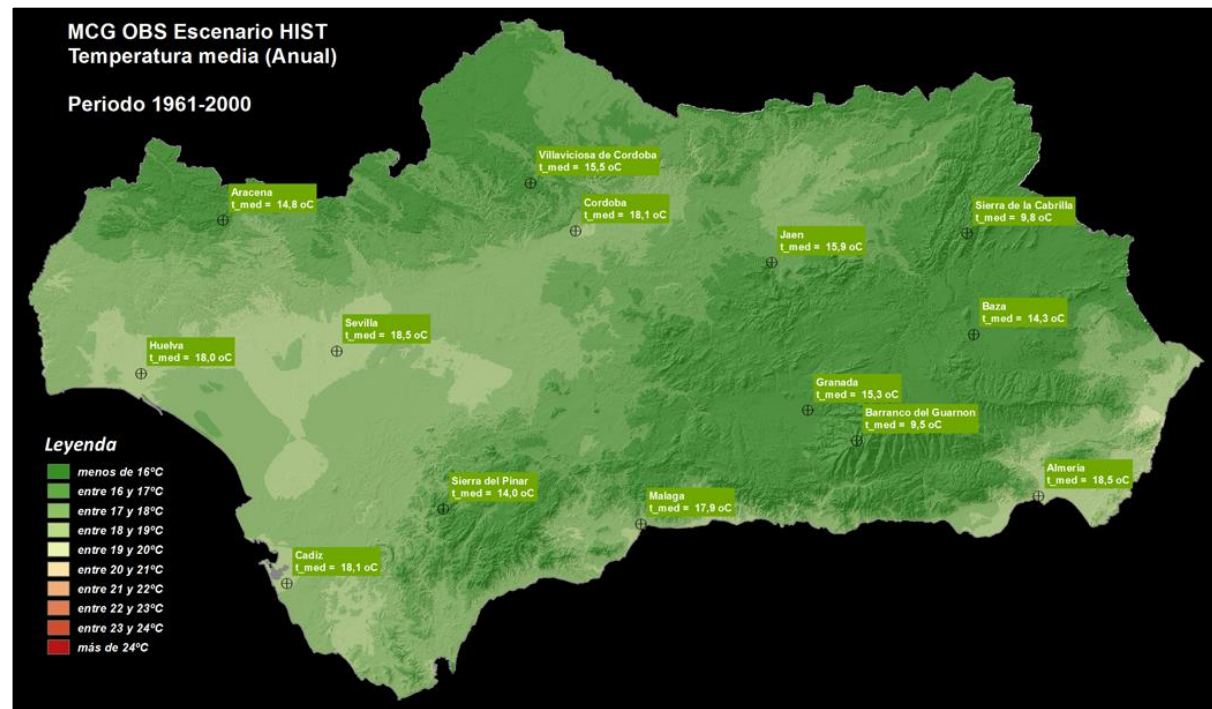 MCG OBS Escenario HIST
Temperatura media (Anual)
Periodo 1961-2000
Villaviciosa de Cordoba
t_med = 15,5 oC
Aracena
t_med = 14,8 oC
Cordoba
t_med = 18,1 oC
Sierra de la Cabrilla
t_med = 9,8 oC
Jaen
t_med = 15,9 oC
Baza
t_med = 14,3 oC
Sevilla
t_med = 18,5 oC
Huelva
t_med = 18,0 oC
Granada
t_med = 15,3 oC
Barranco del Guarnon
t_med = 9,5 oC
Almeria
t_med = 18,5 oC
Sierra del Pinar
t_med = 14,0 oC
Malaga
t_med = 17,9 oC
Cadiz
t_med = 18,1 oC
Leyenda
menos de 16ºC
entre 16 y 17ºC
entre 17 y 18ºC
entre 18 y 19ºC
entre 19 y 20ºC
entre 20 y 21ºC
entre 21 y 22ºC
entre 22 y 23ºC
entre 23 y 24ºC
más de 24ºC